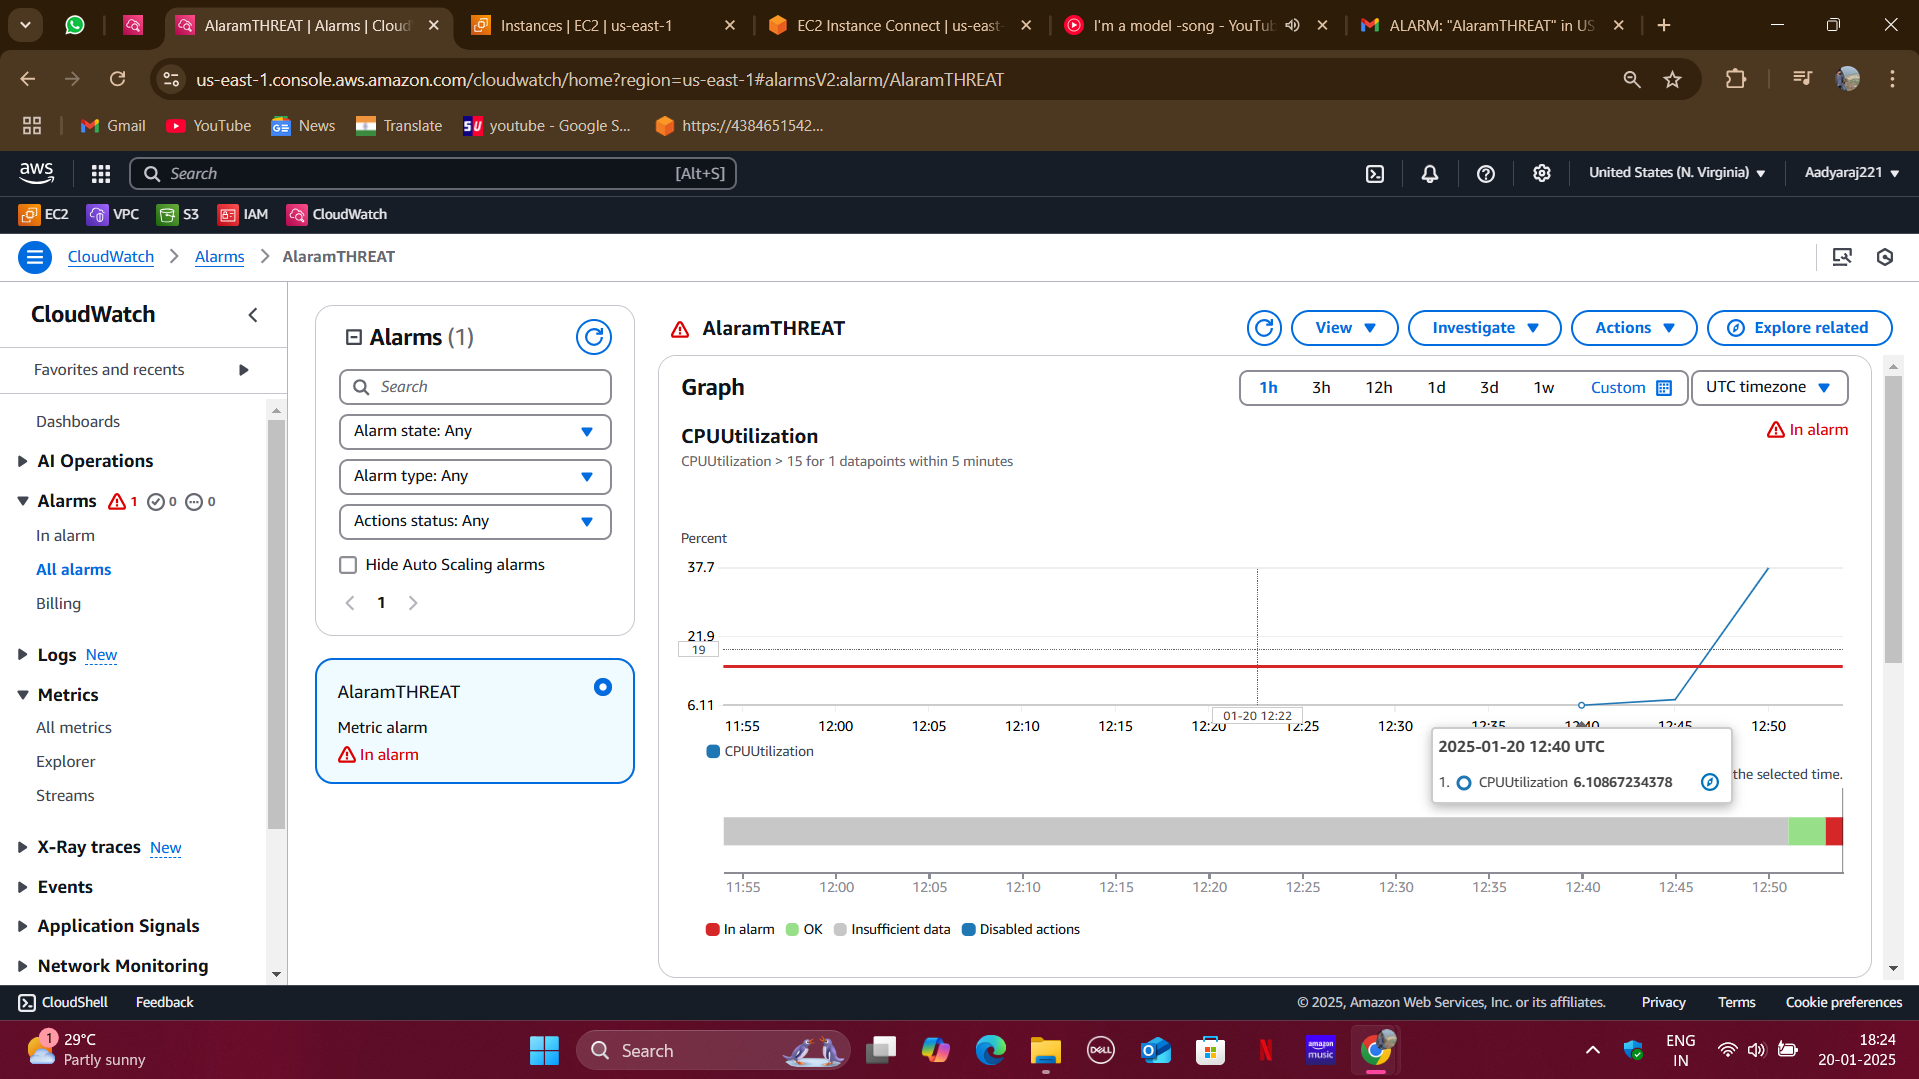 AlaramTHREAT | Alarms | Cloud
Instances | EC2 | us-east-1
EC2 Instance Connect | us-east-
I'm a model -song - YouTub
ALARM: "AlaramTHREAT" in US
us-east-1.console.aws.amazon.com/cloudwatch/home?region=us-east-1#alarmsV2:alarm/AlaramTHREAT
Gmail
YouTube
News
Translate
youtube - Google S...
https://4384651542...
aws
Search
[Alt+S]
United States (N. Virginia)
Aadyaraj221
EC2
VPC
S3
IAM
CloudWatch
CloudWatch
Alarms
AlaramTHREAT
CloudWatch
Favorites and recents
Dashboards
AI Operations
Alarms 1 0 0
In alarm
All alarms
Billing
Logs New
Metrics
All metrics
Explorer
Streams
X-Ray traces New
Events
Application Signals
Network Monitoring
Alarms (1)
Search
Alarm state: Any
Alarm type: Any
Actions status: Any
Hide Auto Scaling alarms
1
AlaramTHREAT
Metric alarm
In alarm
AlaramTHREAT
View
Investigate
Actions
Explore related
Graph
1h 3h 12h 1d 3d 1w Custom
UTC timezone
CPUUtilization
In alarm
CPUUtilization > 15 for 1 datapoints within 5 minutes
Percent
37.7
21.9
19
6.11
11:55 12:00 12:05 12:10 12:15 12:20 12:25 12:30 12:35 12:40 12:45 12:50
01-20 12:22
CPUUtilization
2025-01-20 12:40 UTC
1. CPUUtilization 6.10867234378
the selected time.
11:55 12:00 12:05 12:10 12:15 12:20 12:25 12:30 12:35 12:40 12:45 12:50
In alarm OK Insufficient data Disabled actions
CloudShell
Feedback
© 2025, Amazon Web Services, Inc. or its affiliates.
Privacy
Terms
Cookie preferences
1
29°C
Partly sunny
Search
DELL
amazon music
N
ENG
IN
18:24
20-01-2025